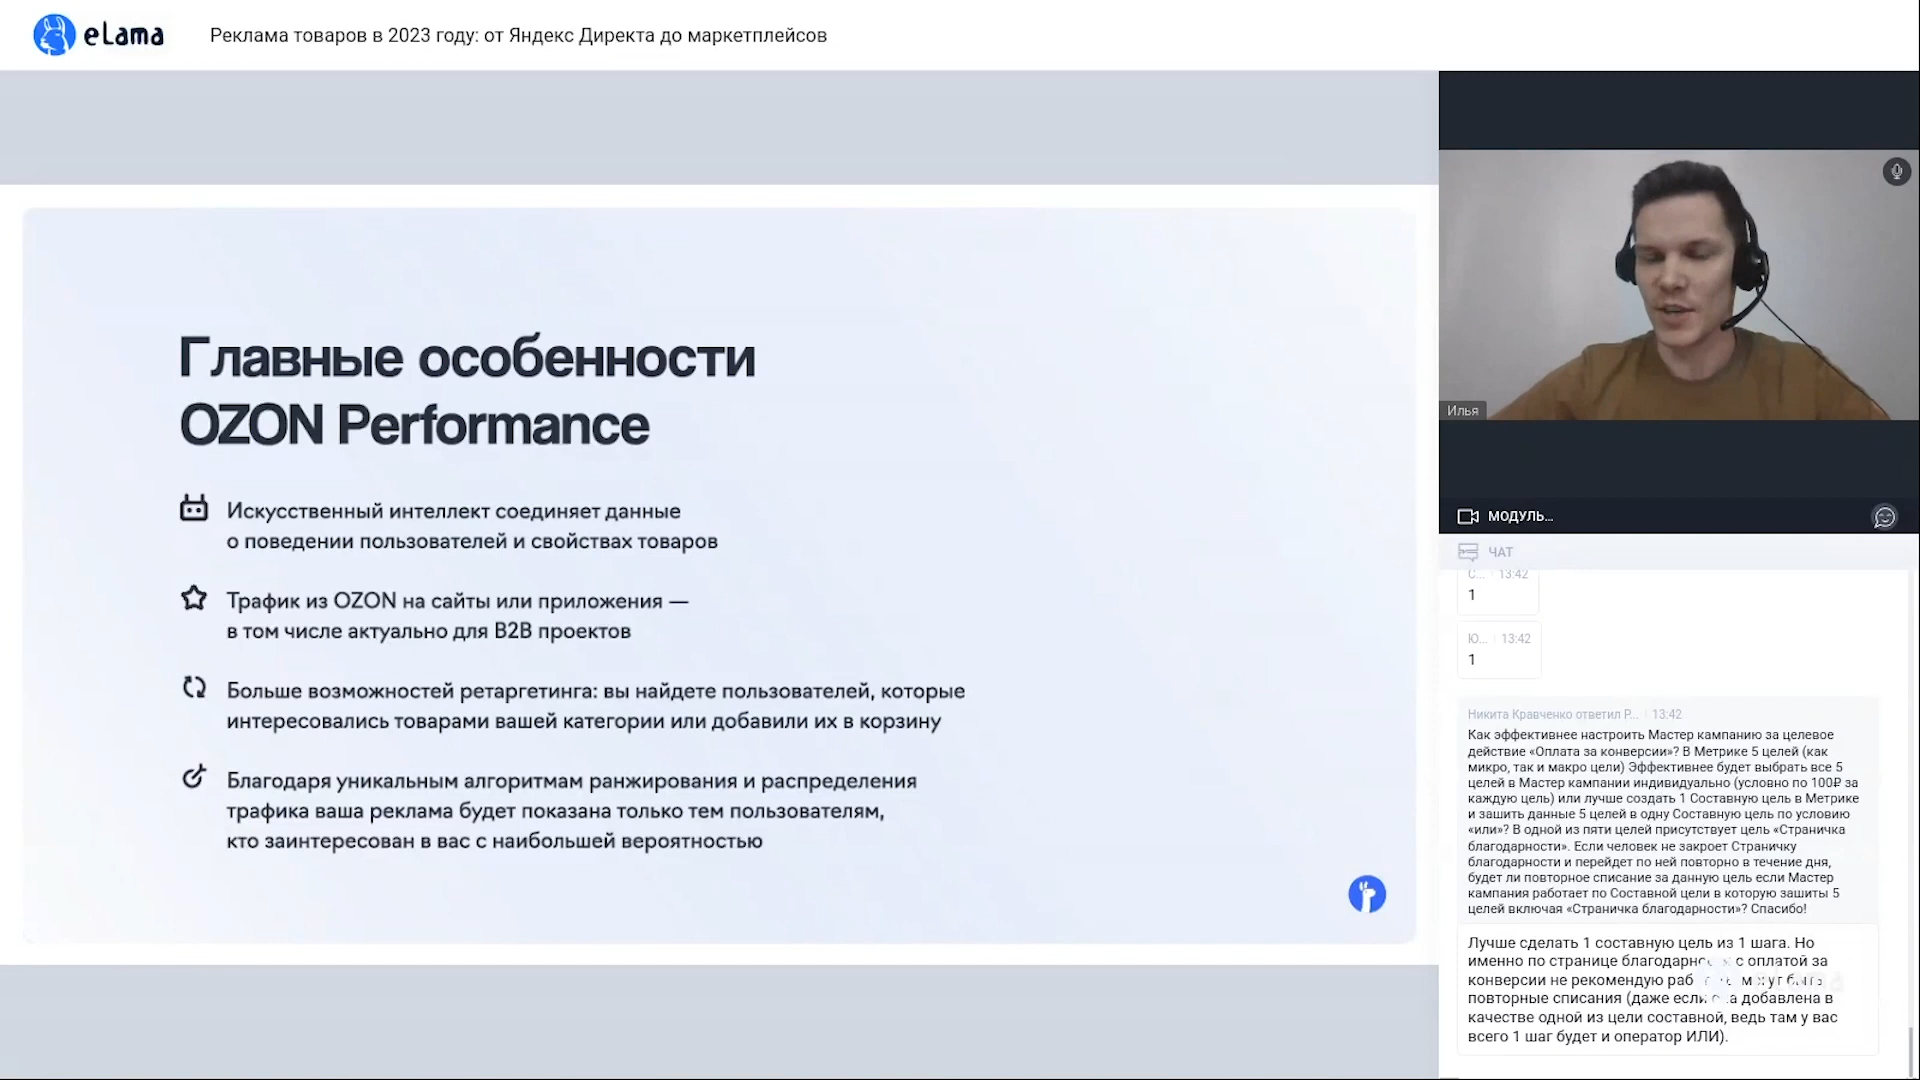 eLama
Реклама товаров в 2023 году: от Яндекс Директа до маркетплейсов
Главные особенности
OZON Performance
Искусственный интеллект соединяет данные
о поведении пользователей и свойствах товаров
Трафик из OZON на сайты или приложения —
в том числе актуально для B2B проектов
Больше возможностей ретаргетинга: вы найдете пользователей, которые
интересовались товарами вашей категории или добавили их в корзину
Благодаря уникальным алгоритмам ранжирования и распределения
трафика ваша реклама будет показана только тем пользователям,
кто заинтересован в вас с наибольшей вероятностью
Илья
МОДУЛЬ...
ЧАТ
С... 13:42
1
Ю... 13:42
1
Никита Кравченко ответил Р... 13:42
Как эффективнее настроить Мастер кампанию за целевое
действие «Оплата за конверсии»? В Метрике 5 целей (как
микро, так и макро цели) Эффективнее будет выбрать все 5
целей в Мастер кампании индивидуально (условно по 100₽ за
каждую цель) или лучше создать 1 Составную цель в Метрике
и зашить данные 5 целей в одну Составную цель по условию
«или»? В одной из пяти целей присутствует цель «Страничка
благодарности». Если человек не закроет Страничку
благодарности и перейдет по ней повторно в течение дня,
будет ли повторное списание за данную цель если Мастер
кампания работает по Составной цели в которую зашиты 5
целей включая «Страничка благодарности»? Спасибо!
Лучше сделать 1 составную цель из 1 шага. Но
именно по странице с оплатой за
конверсии не рекомендую
повторные списания (даже если она добавлена в
качестве одной из цели составной, ведь там у вас
всего 1 шаг будет и оператор ИЛИ).